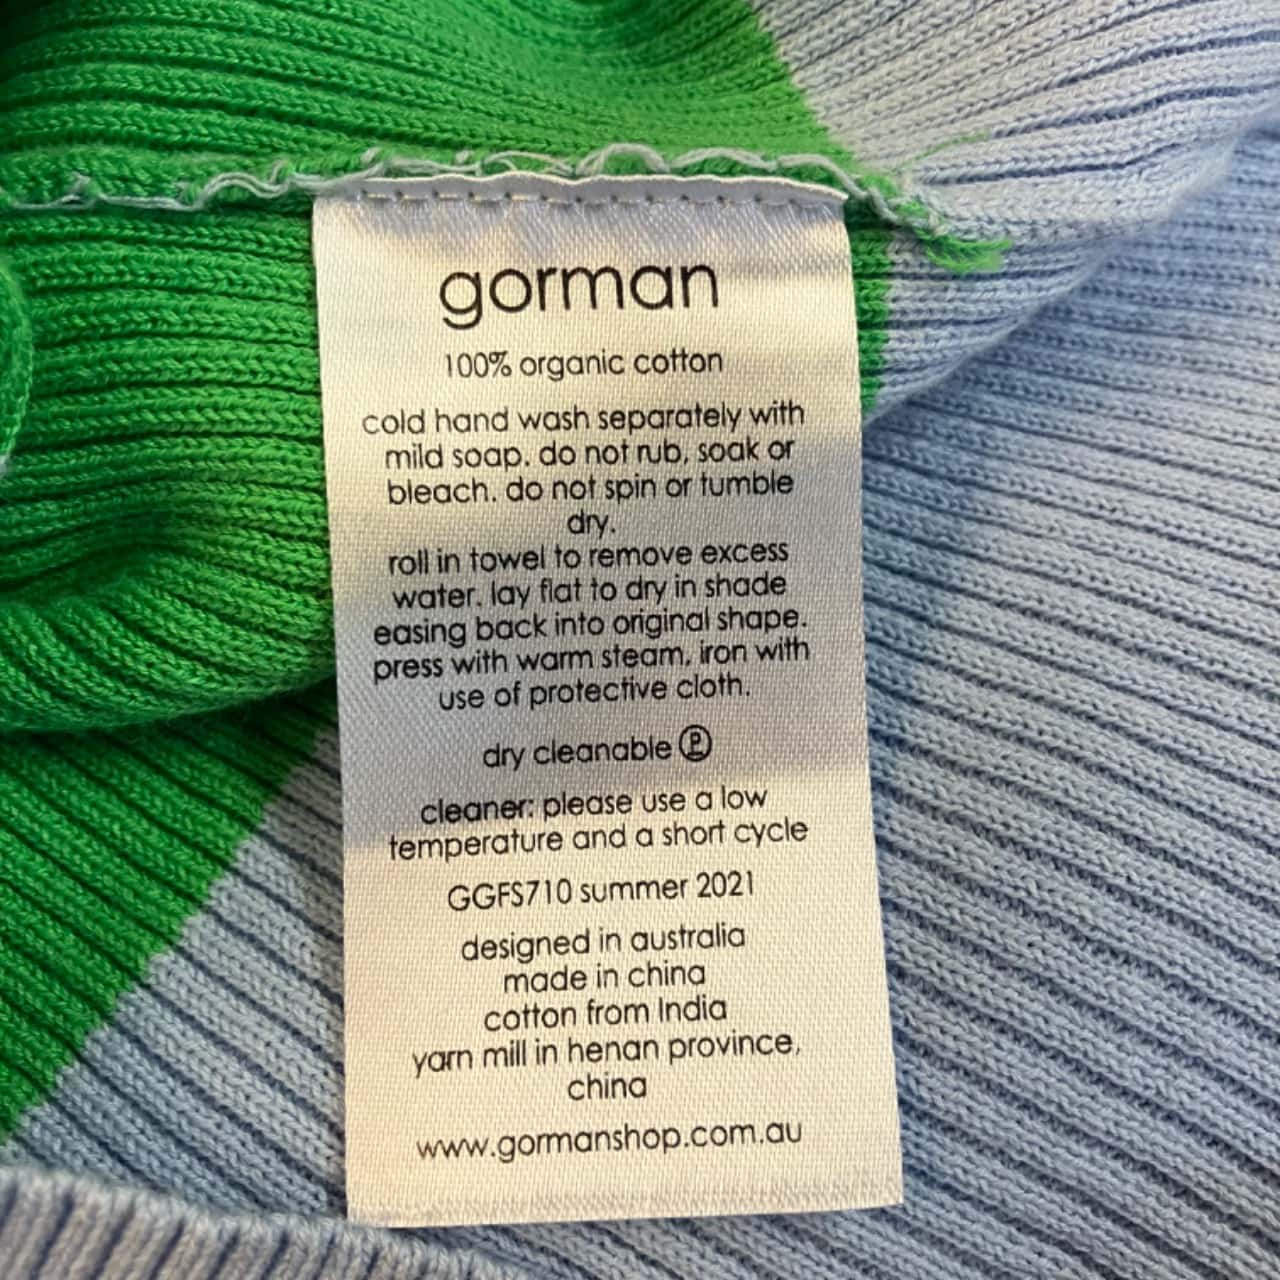 gorman
100% organic cotton
cold hand wash separately with
mild soap. do not rub, soak or
bleach. do not spin or tumble
dry.
roll in towel to remove excess
water. lay flat to dry in shade
easing back into original shape.
press with warm steam, iron with
use of protective cloth.
dry cleanable Ⓟ
cleaner: please use a low
temperature and a short cycle
GGFS710 summer 2021
designed in australia
made in china
cotton from India
yarn mill in henan province,
china
www.gormanshop.com.au